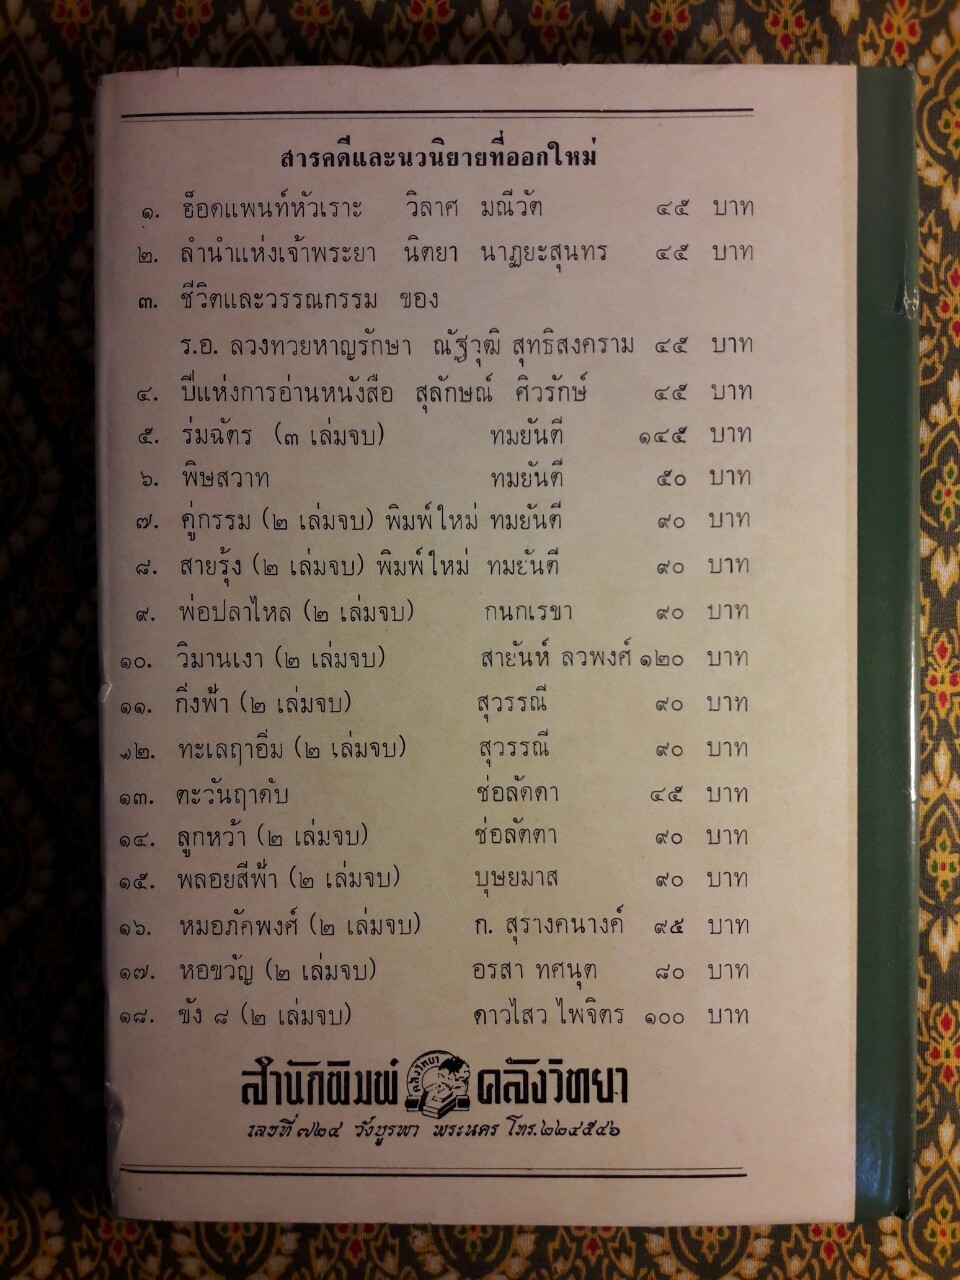 สารคดีและนวนิยายที่ออกใหม่
๑. ฮ็อดแพนท์หัวเราะ วิลาศ มณีวัต ๔๕ บาท
๒. ลำนำแห่งเจ้าพระยา นิตยา นาฏยะสุนทร ๔๕ บาท
๓. ชีวิตและวรรณกรรม ของ
ร.อ. ลวงทวยหาญรักษา ณัฐวุฒิ สุทธิสงคราม ๔๕ บาท
๔. ปีแห่งการอ่านหนังสือ สุลักษณ์ ศิวรักษ์ ๔๕ บาท
๕. ร่มฉัตร (๓ เล่มจบ) ทมยันตี ๑๔๕ บาท
๖. พิษสวาท ทมยันตี ๕๐ บาท
๗. คู่กรรม (๒ เล่มจบ) พิมพ์ใหม่ ทมยันตี ๙๐ บาท
๘. สายรุ้ง (๒ เล่มจบ) พิมพ์ใหม่ ทมยันตี ๙๐ บาท
๙. พ่อปลาไหล (๒ เล่มจบ) กนกเรขา ๙๐ บาท
๑๐. วิมานเงา (๒ เล่มจบ) สายันห์ ลวพงศ์ ๑๒๐ บาท
๑๑. กิ่งฟ้า (๒ เล่มจบ) สุวรรณี ๙๐ บาท
๑๒. ทะเลฤาอิ่ม (๒ เล่มจบ) สุวรรณี ๙๐ บาท
๑๓. ตะวันฤาดับ ช่อลัดดา ๔๕ บาท
๑๔. ลูกหว้า (๒ เล่มจบ) ช่อลัดดา ๙๐ บาท
๑๕. พลอยสีฟ้า (๒ เล่มจบ) บุษยมาส ๙๐ บาท
๑๖. หมอภัคพงศ์ (๒ เล่มจบ) ก. สุรางคนางค์ ๙๕ บาท
๑๗. หอขวัญ (๒ เล่มจบ) อรสา ทศนุต ๘๐ บาท
๑๘. ขัง ๘ (๒ เล่มจบ) ดาวไสว ไพจิตร ๑๐๐ บาท
สำนักพิมพ์ คลังวิทยา คลังวิทยา
เลขที่ ๗๒๔ วังบูรพา พระนคร โทร.๒๒๔๕๔๖